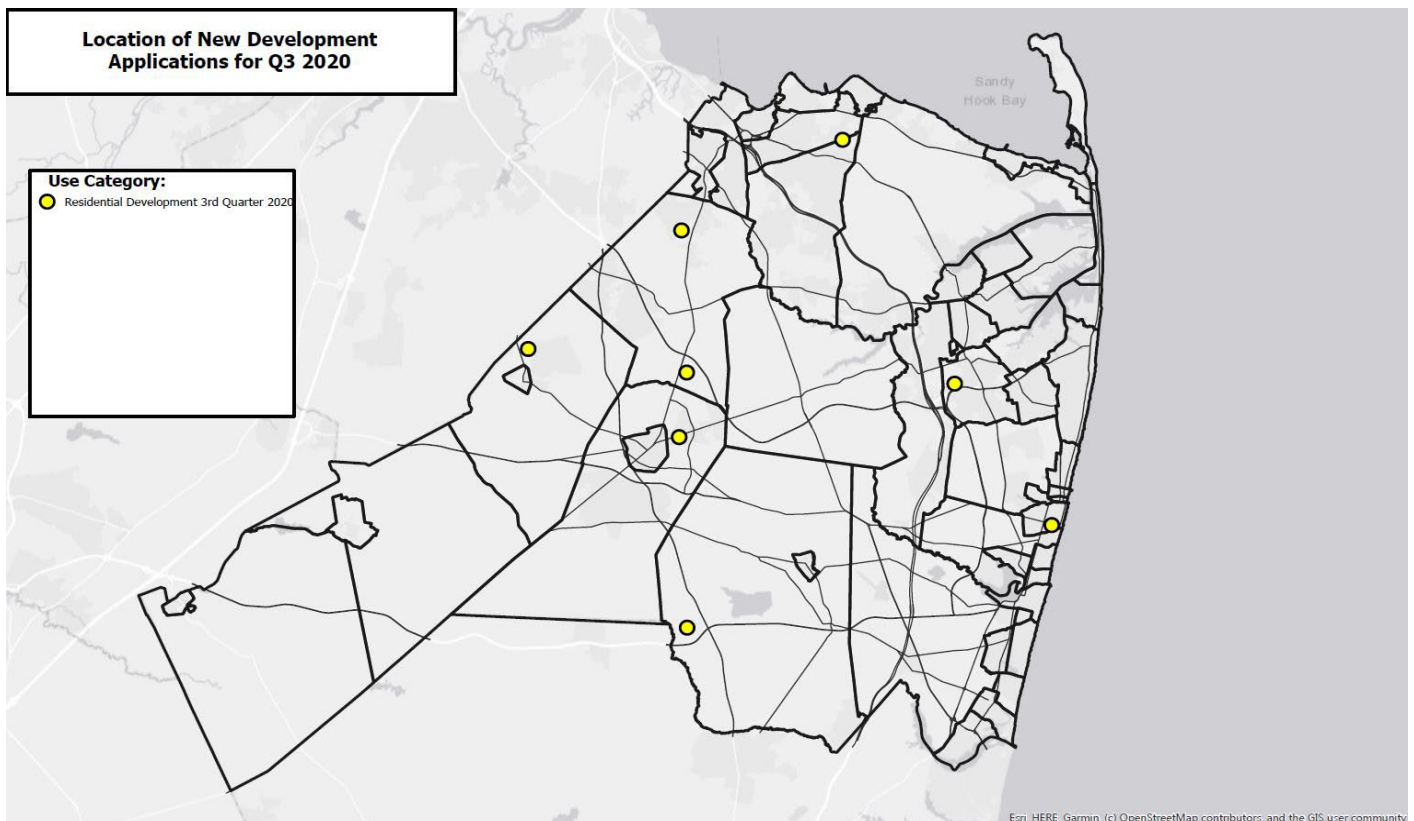 Location of New Development
Applications for Q3 2020
Sandy
Hook Bay
Use Category:
Residential Development 3rd Quarter 2020
Esri, HERE, Garmin, (c) OpenStreetMap contributors, and the GIS user community